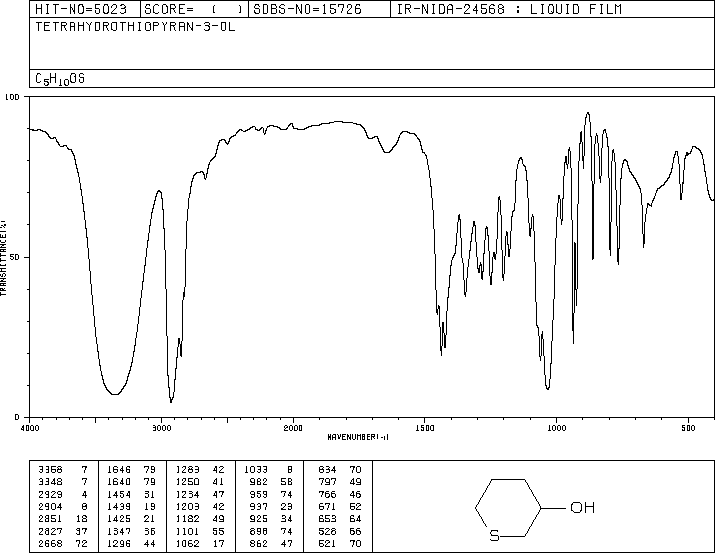 HIT-NO=5023 SCORE= ( ) SDBS-NO=15726 IR-NIDA-24568 : LIQUID FILM
TETRAHYDROTHIOPYRAN-3-OL
C5H10OS
100
TRANSMITTANCE(%)
50
0
4000 3000 2000 1500 1000 500
WAVENUMBER(-1)
3358 7 1646 79 1283 42 1033 8 834 70
3348 7 1640 79 1250 41 982 58 797 49
2929 4 1454 31 1234 47 959 74 766 46
2904 8 1439 19 1203 42 937 23 671 52
2851 18 1425 21 1182 49 925 34 653 64
2827 37 1347 36 1101 55 898 74 528 66
2668 72 1296 44 1062 17 862 47 521 70
OH
S